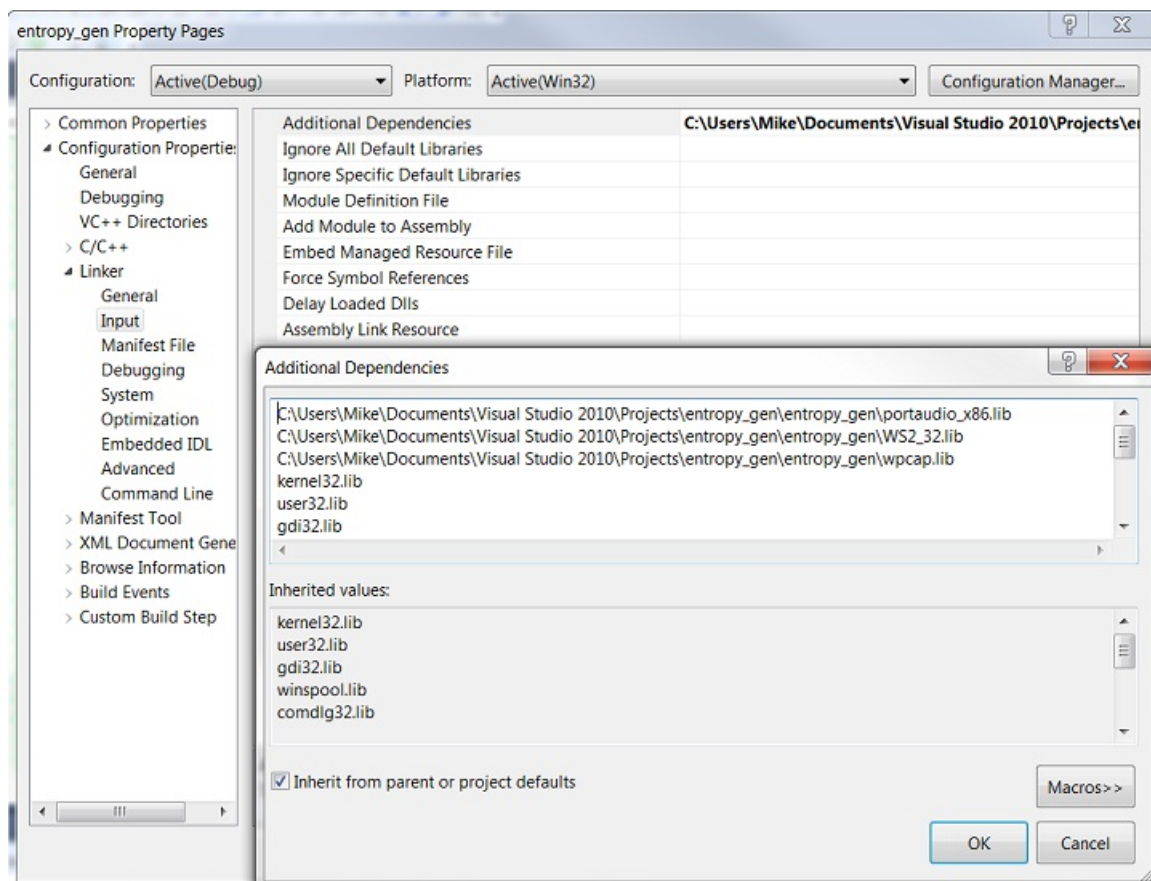 entropy_gen Property Pages
Configuration: Active(Debug) Platform: Active(Win32) Configuration Manager...
Common Properties
Configuration Propertie
General
Debugging
VC++ Directories
C/C++
Linker
General
Input
Manifest File
Debugging
System
Optimization
Embedded IDL
Advanced
Command Line
Manifest Tool
XML Document Gene
Browse Information
Build Events
Custom Build Step
Additional Dependencies C:\Users\Mike\Documents\Visual Studio 2010\Projects\en
Ignore All Default Libraries
Ignore Specific Default Libraries
Module Definition File
Add Module to Assembly
Embed Managed Resource File
Force Symbol References
Delay Loaded Dlls
Assembly Link Resource
Additional Dependencies
C:\Users\Mike\Documents\Visual Studio 2010\Projects\entropy_gen\entropy_gen\portaudio_x86.lib
C:\Users\Mike\Documents\Visual Studio 2010\Projects\entropy_gen\entropy_gen\WS2_32.lib
C:\Users\Mike\Documents\Visual Studio 2010\Projects\entropy_gen\entropy_gen\wpcap.lib
kernel32.lib
user32.lib
gdi32.lib
Inherited values:
kernel32.lib
user32.lib
gdi32.lib
winspool.lib
comdlg32.lib
Inherit from parent or project defaults
Macros>>
OK Cancel